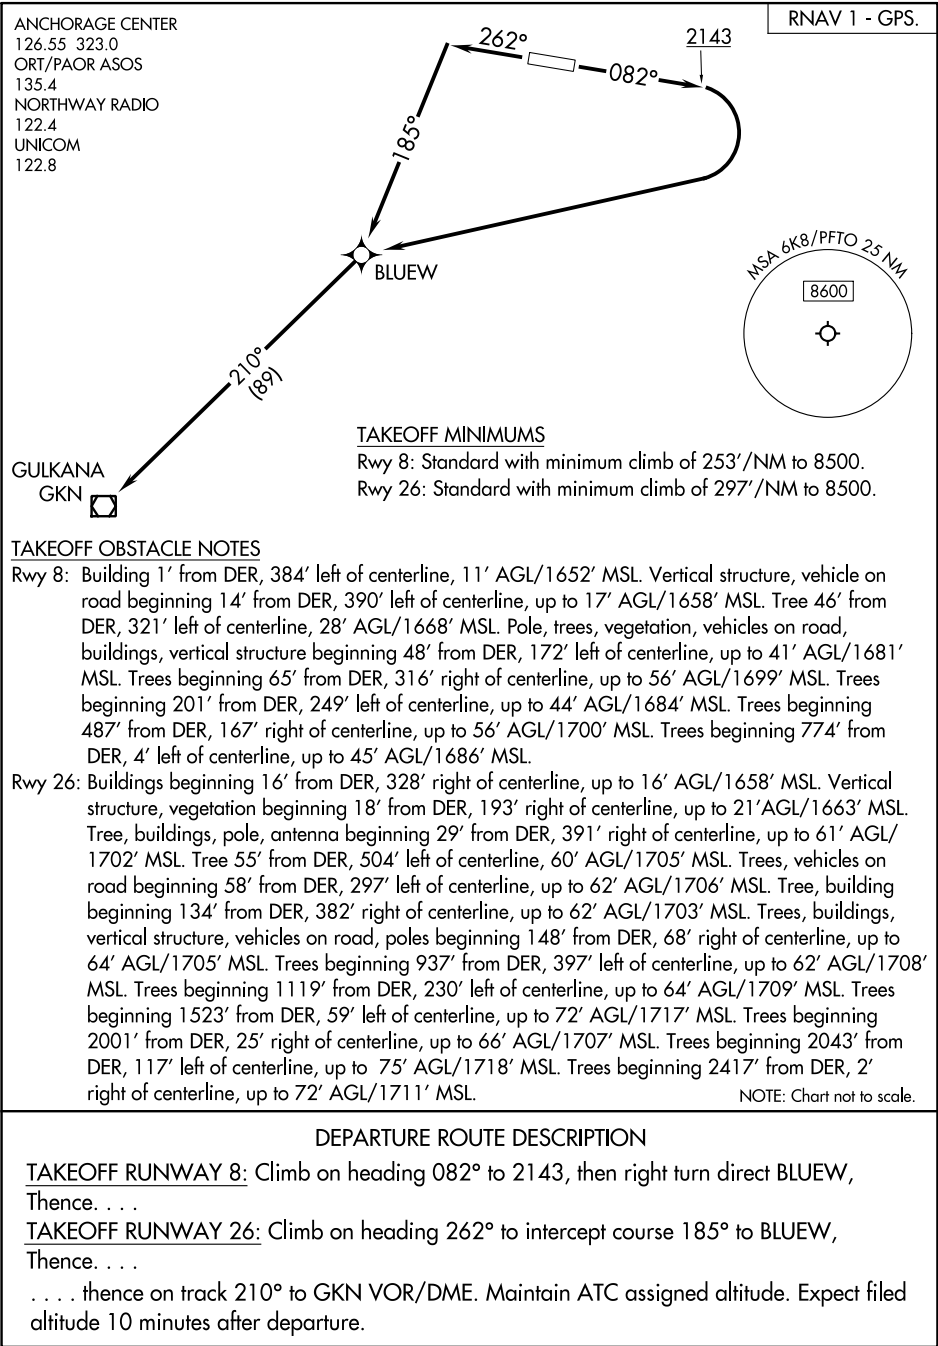 ANCHORAGE CENTER
126.55 323.0
ORT/PAOR ASOS
135.4
NORTHWAY RADIO
122.4
UNICOM
122.8
RNAV 1 - GPS.
262°
082°
2143
185°
BLUEW
MSA 6K8/PFTO 25 NM
8600
210°
(89)
GULKANA
GKN
TAKEOFF MINIMUMS
Rwy 8: Standard with minimum climb of 253'/NM to 8500.
Rwy 26: Standard with minimum climb of 297'/NM to 8500.
TAKEOFF OBSTACLE NOTES
Rwy 8: Building 1' from DER, 384' left of centerline, 11' AGL/1652' MSL. Vertical structure, vehicle on
road beginning 14' from DER, 390' left of centerline, up to 17' AGL/1658' MSL. Tree 46' from
DER, 321' left of centerline, 28' AGL/1668' MSL. Pole, trees, vegetation, vehicles on road,
buildings, vertical structure beginning 48' from DER, 172' left of centerline, up to 41' AGL/1681'
MSL. Trees beginning 65' from DER, 316' right of centerline, up to 56' AGL/1699' MSL. Trees
beginning 201' from DER, 249' left of centerline, up to 44' AGL/1684' MSL. Trees beginning
487' from DER, 167' right of centerline, up to 56' AGL/1700' MSL. Trees beginning 774' from
DER, 4' left of centerline, up to 45' AGL/1686' MSL.
Rwy 26: Buildings beginning 16' from DER, 328' right of centerline, up to 16' AGL/1658' MSL. Vertical
structure, vegetation beginning 18' from DER, 193' right of centerline, up to 21'AGL/1663' MSL.
Tree, buildings, pole, antenna beginning 29' from DER, 391' right of centerline, up to 61' AGL/
1702' MSL. Tree 55' from DER, 504' left of centerline, 60' AGL/1705' MSL. Trees, vehicles on
road beginning 58' from DER, 297' left of centerline, up to 62' AGL/1706' MSL. Tree, building
beginning 134' from DER, 382' right of centerline, up to 62' AGL/1703' MSL. Trees, buildings,
vertical structure, vehicles on road, poles beginning 148' from DER, 68' right of centerline, up to
64' AGL/1705' MSL. Trees beginning 937' from DER, 397' left of centerline, up to 62' AGL/1708'
MSL. Trees beginning 1119' from DER, 230' left of centerline, up to 64' AGL/1709' MSL. Trees
beginning 1523' from DER, 59' left of centerline, up to 72' AGL/1717' MSL. Trees beginning
2001' from DER, 25' right of centerline, up to 66' AGL/1707' MSL. Trees beginning 2043' from
DER, 117' left of centerline, up to 75' AGL/1718' MSL. Trees beginning 2417' from DER, 2'
right of centerline, up to 72' AGL/1711' MSL.
NOTE: Chart not to scale.
DEPARTURE ROUTE DESCRIPTION
TAKEOFF RUNWAY 8: Climb on heading 082° to 2143, then right turn direct BLUEW,
Thence. . . .
TAKEOFF RUNWAY 26: Climb on heading 262° to intercept course 185° to BLUEW,
Thence. . . .
. . . . thence on track 210° to GKN VOR/DME. Maintain ATC assigned altitude. Expect filed
altitude 10 minutes after departure.